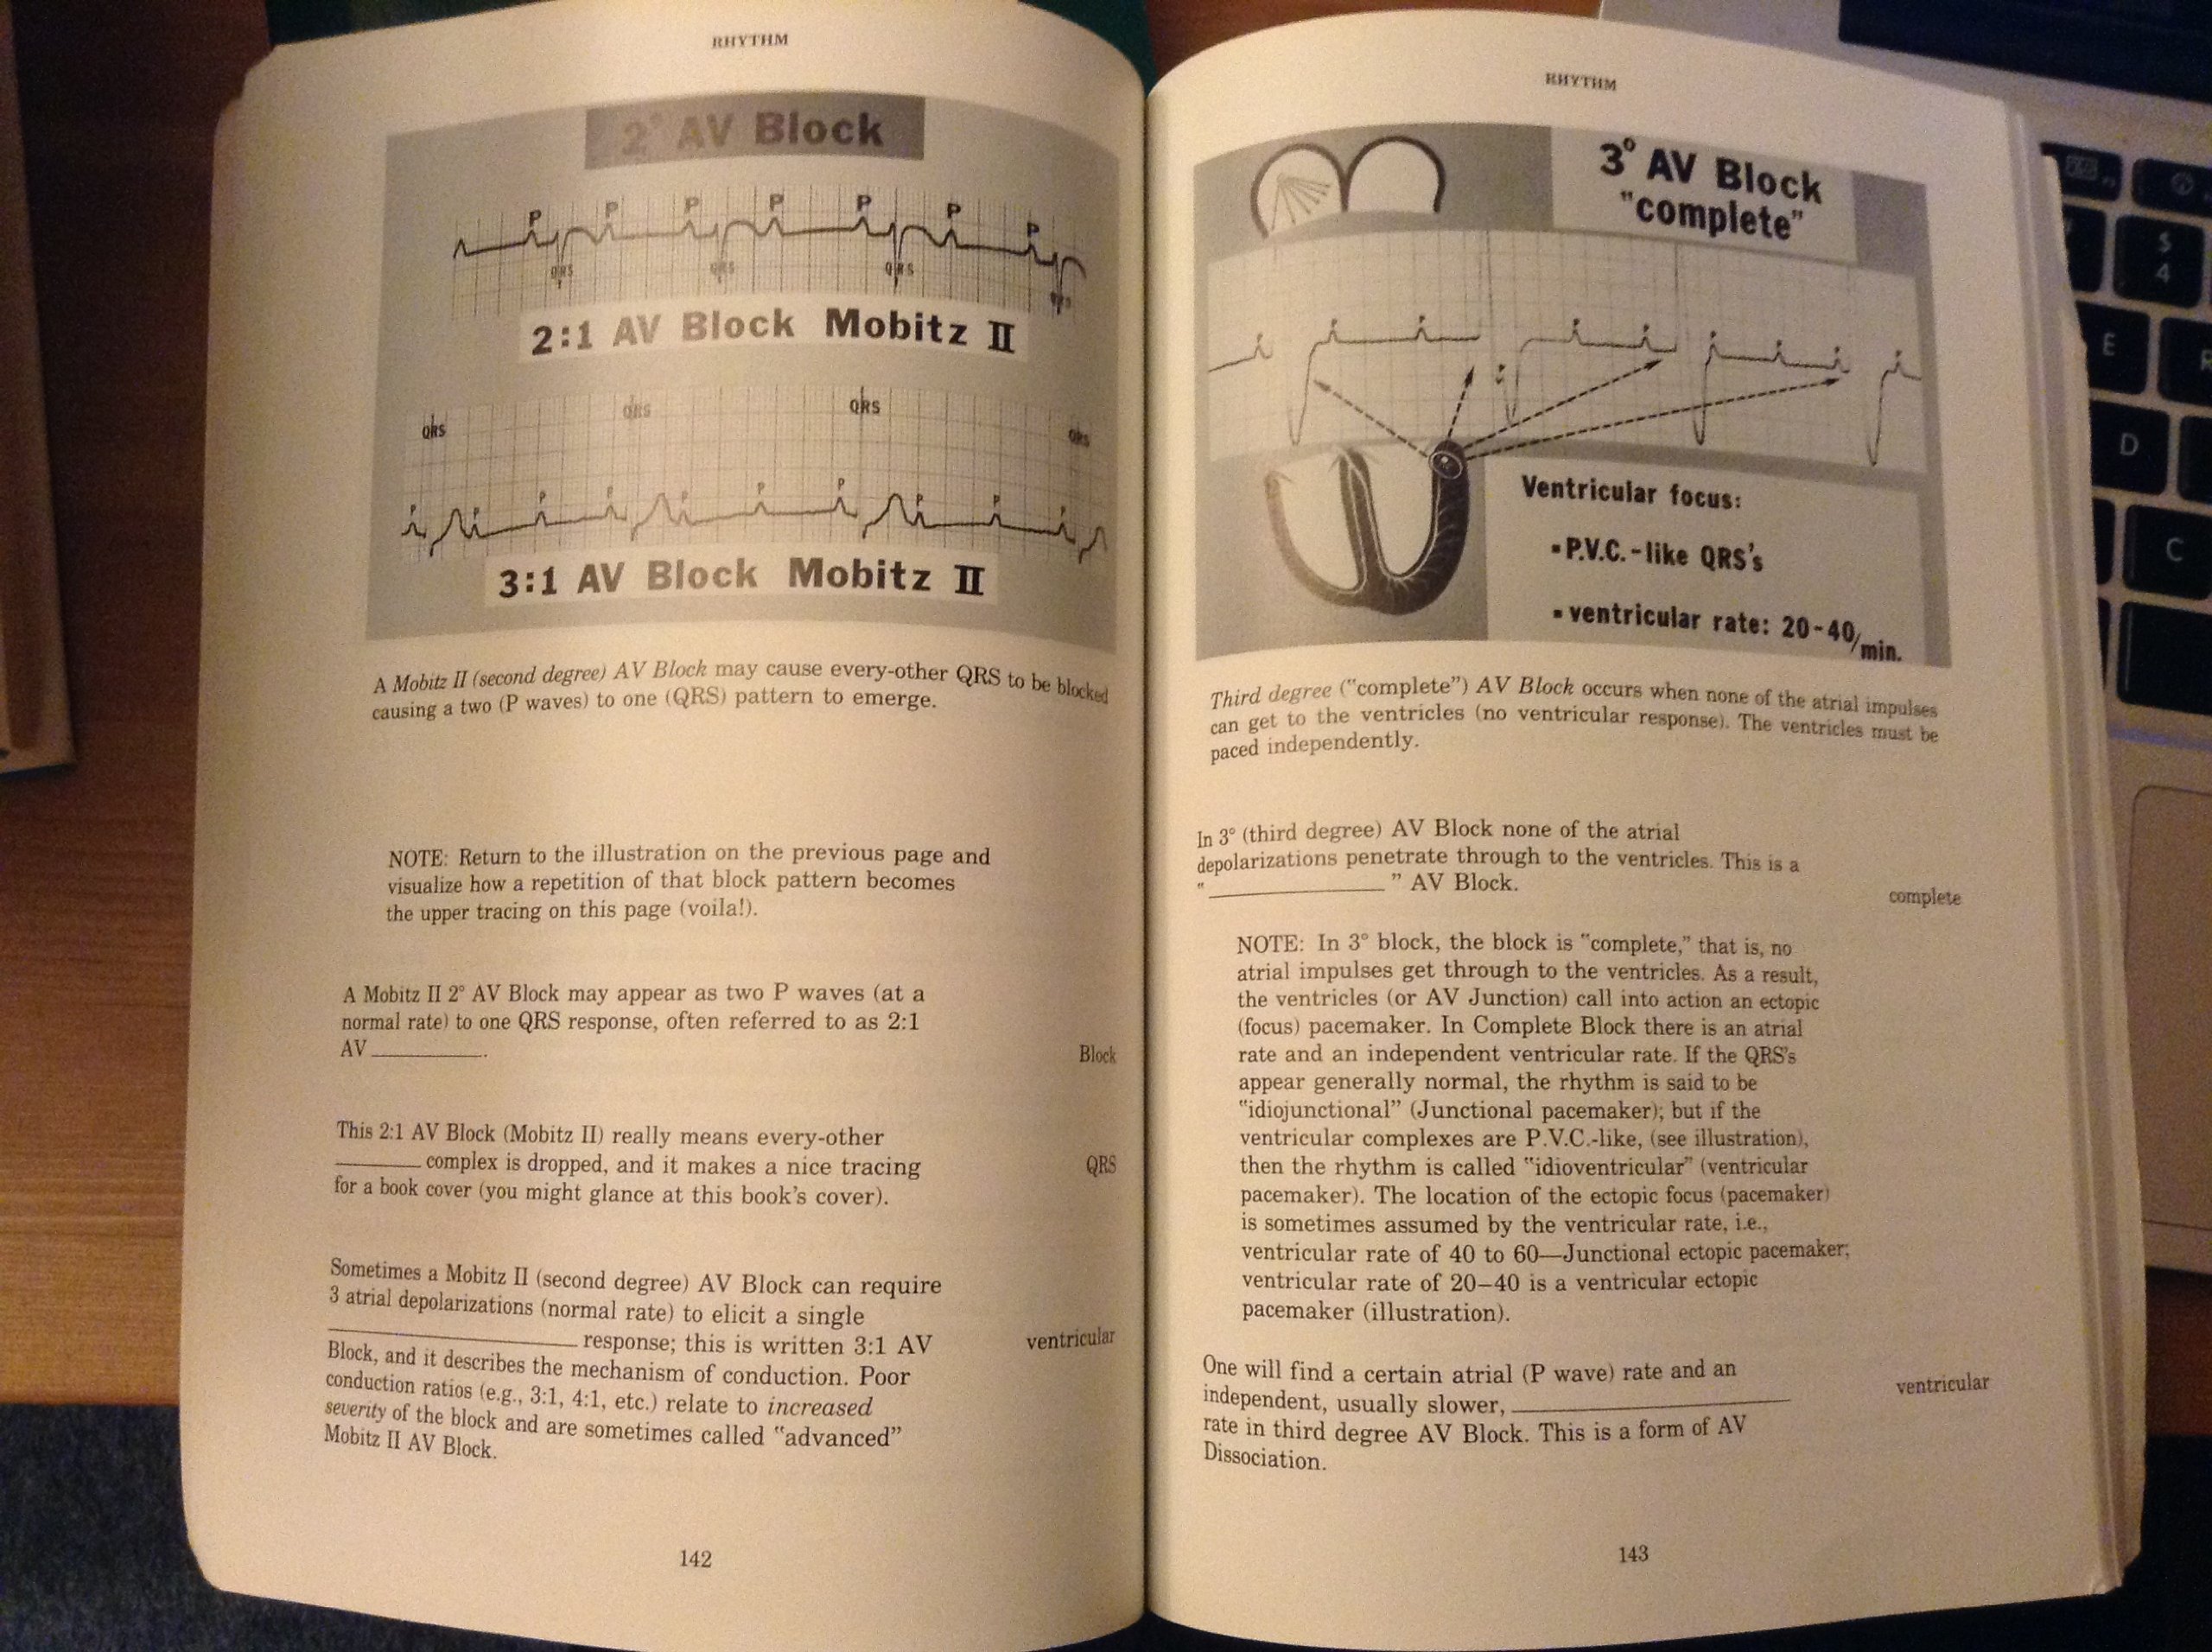 RHYTHM
2° AV Block
P P P P P P P
QRS QRS QRS QRS
2:1 AV Block Mobitz II
QRS QRS QRS QRS
P P P P P P P P P P
3:1 AV Block Mobitz II
A Mobitz II (second degree) AV Block may cause every-other QRS to be blocked
causing a two (P waves) to one (QRS) pattern to emerge.
NOTE: Return to the illustration on the previous page and
visualize how a repetition of that block pattern becomes
the upper tracing on this page (voila!).
A Mobitz II 2° AV Block may appear as two P waves (at a
normal rate) to one QRS response, often referred to as 2:1
AV __________.
Block
This 2:1 AV Block (Mobitz II) really means every-other
________ complex is dropped, and it makes a nice tracing
QRS
for a book cover (you might glance at this book's cover).
Sometimes a Mobitz II (second degree) AV Block can require
3 atrial depolarizations (normal rate) to elicit a single
____________________ response; this is written 3:1 AV
ventricular
Block, and it describes the mechanism of conduction. Poor
conduction ratios (e.g., 3:1, 4:1, etc.) relate to increased
severity of the block and are sometimes called "advanced"
Mobitz II AV Block.
142
RHYTHM
3° AV Block
"complete"
Ventricular focus:
▪P.V.C.-like QRS's
▪ventricular rate: 20-40/min.
Third degree ("complete") AV Block occurs when none of the atrial impulses
can get to the ventricles (no ventricular response). The ventricles must be
paced independently.
In 3° (third degree) AV Block none of the atrial
depolarizations penetrate through to the ventricles. This is a
"________________" AV Block.
complete
NOTE: In 3° block, the block is "complete," that is, no
atrial impulses get through to the ventricles. As a result,
the ventricles (or AV Junction) call into action an ectopic
(focus) pacemaker. In Complete Block there is an atrial
rate and an independent ventricular rate. If the QRS's
appear generally normal, the rhythm is said to be
"idiojunctional" (Junctional pacemaker); but if the
ventricular complexes are P.V.C.-like, (see illustration),
then the rhythm is called "idioventricular" (ventricular
pacemaker). The location of the ectopic focus (pacemaker)
is sometimes assumed by the ventricular rate, i.e.,
ventricular rate of 40 to 60—Junctional ectopic pacemaker;
ventricular rate of 20–40 is a ventricular ectopic
pacemaker (illustration).
One will find a certain atrial (P wave) rate and an
independent, usually slower, ______________________
ventricular
rate in third degree AV Block. This is a form of AV
Dissociation.
143
$
4
E
R
D
C